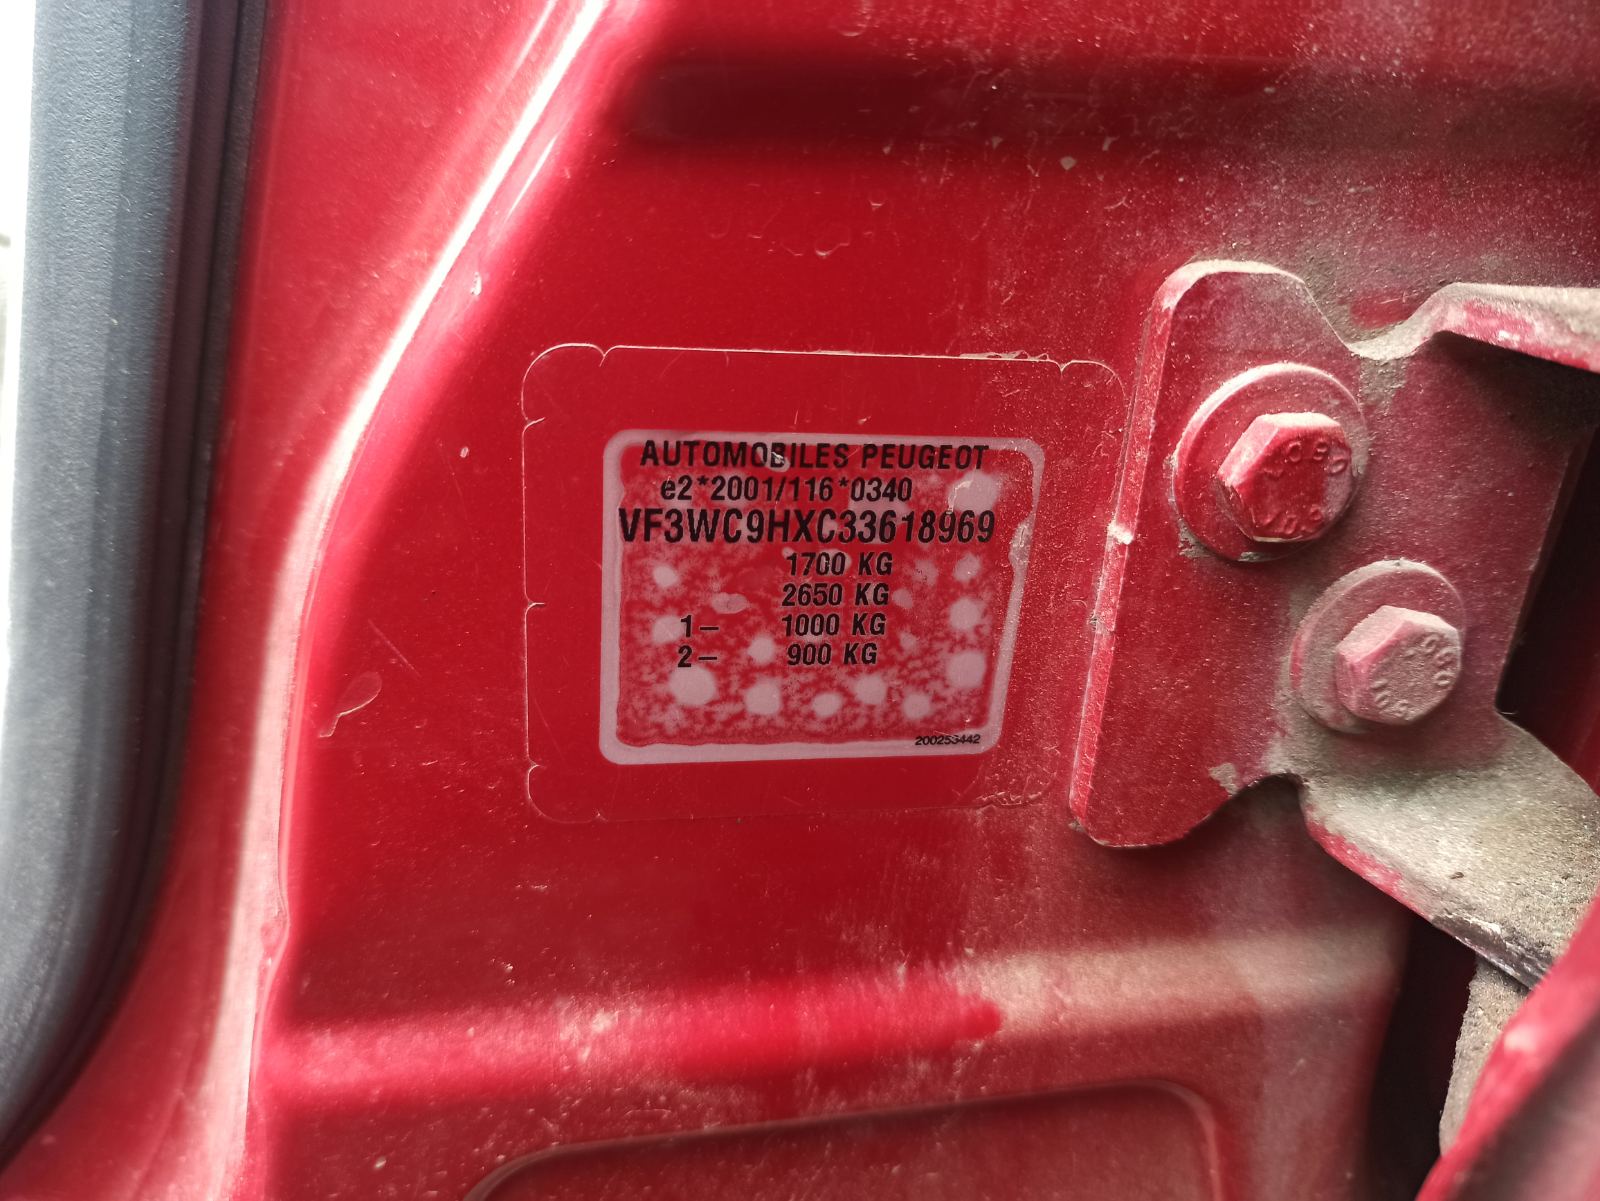 AUTOMOBILES PEUGEOT
e2*2001/116*0340
VF3WC9HXC33618969
1700 KG
2650 KG
1- 1000 KG
2- 900 KG
200253442